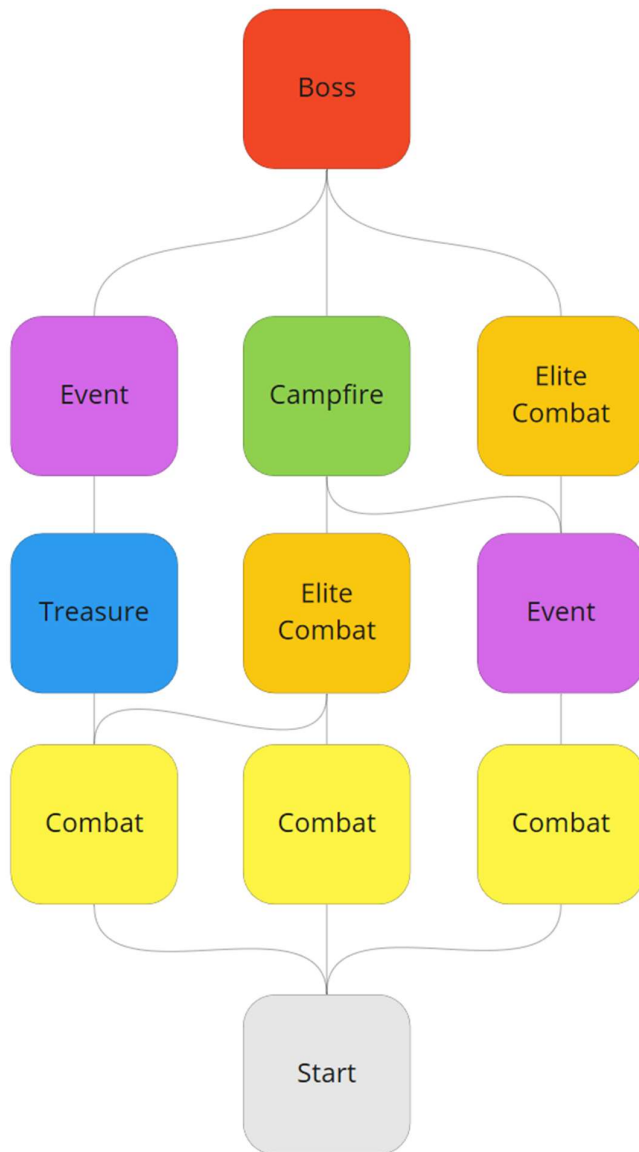 Boss
Event
Campfire
Elite
Combat
Treasure
Elite
Combat
Event
Combat
Combat
Combat
Start